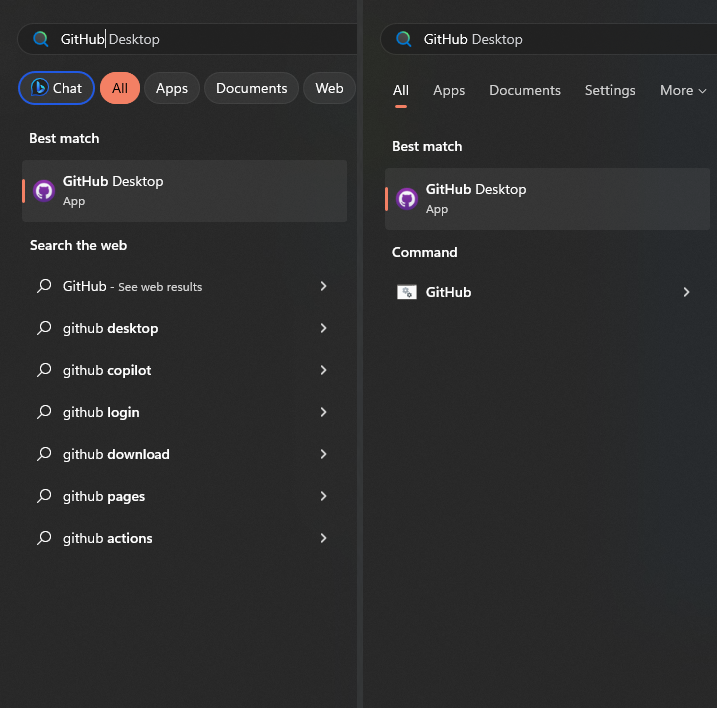 GitHub Desktop
Chat All Apps Documents Web
Best match
GitHub Desktop
App
Search the web
GitHub - See web results
github desktop
github copilot
github login
github download
github pages
github actions
GitHub Desktop
All Apps Documents Settings More
Best match
GitHub Desktop
App
Command
GitHub